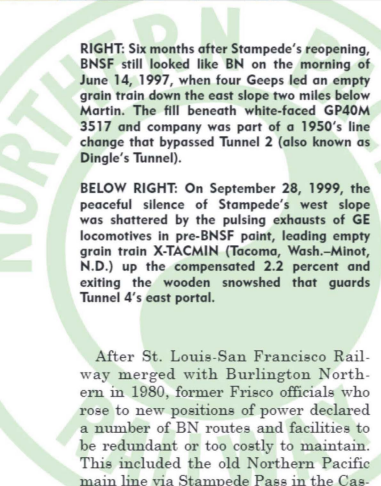 RIGHT: Six months after Stampede's reopening,
BNSF still looked like BN on the morning of
June 14, 1997, when four Geeps led an empty
grain train down the east slope two miles below
Martin. The fill beneath white-faced GP40M
3517 and company was part of a 1950's line
change that bypassed Tunnel 2 (also known as
Dingle's Tunnel).
BELOW RIGHT: On September 28, 1999, the
peaceful silence of Stampede's west slope
was shattered by the pulsing exhausts of GE
locomotives in pre-BNSF paint, leading empty
grain train X-TACMIN (Tacoma, Wash.–Minot,
N.D.) up the compensated 2.2 percent and
exiting the wooden snowshed that guards
Tunnel 4's east portal.
After St. Louis-San Francisco Rail-
way merged with Burlington North-
ern in 1980, former Frisco officials who
rose to new positions of power declared
a number of BN routes and facilities to
be redundant or too costly to maintain.
This included the old Northern Pacific
main line via Stampede Pass in the Cas-
NORTHERN